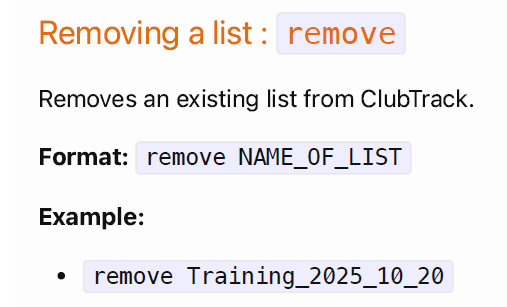 Removing a list : remove
Removes an existing list from ClubTrack.
Format: remove NAME_OF_LIST
Example:
• remove Training_2025_10_20